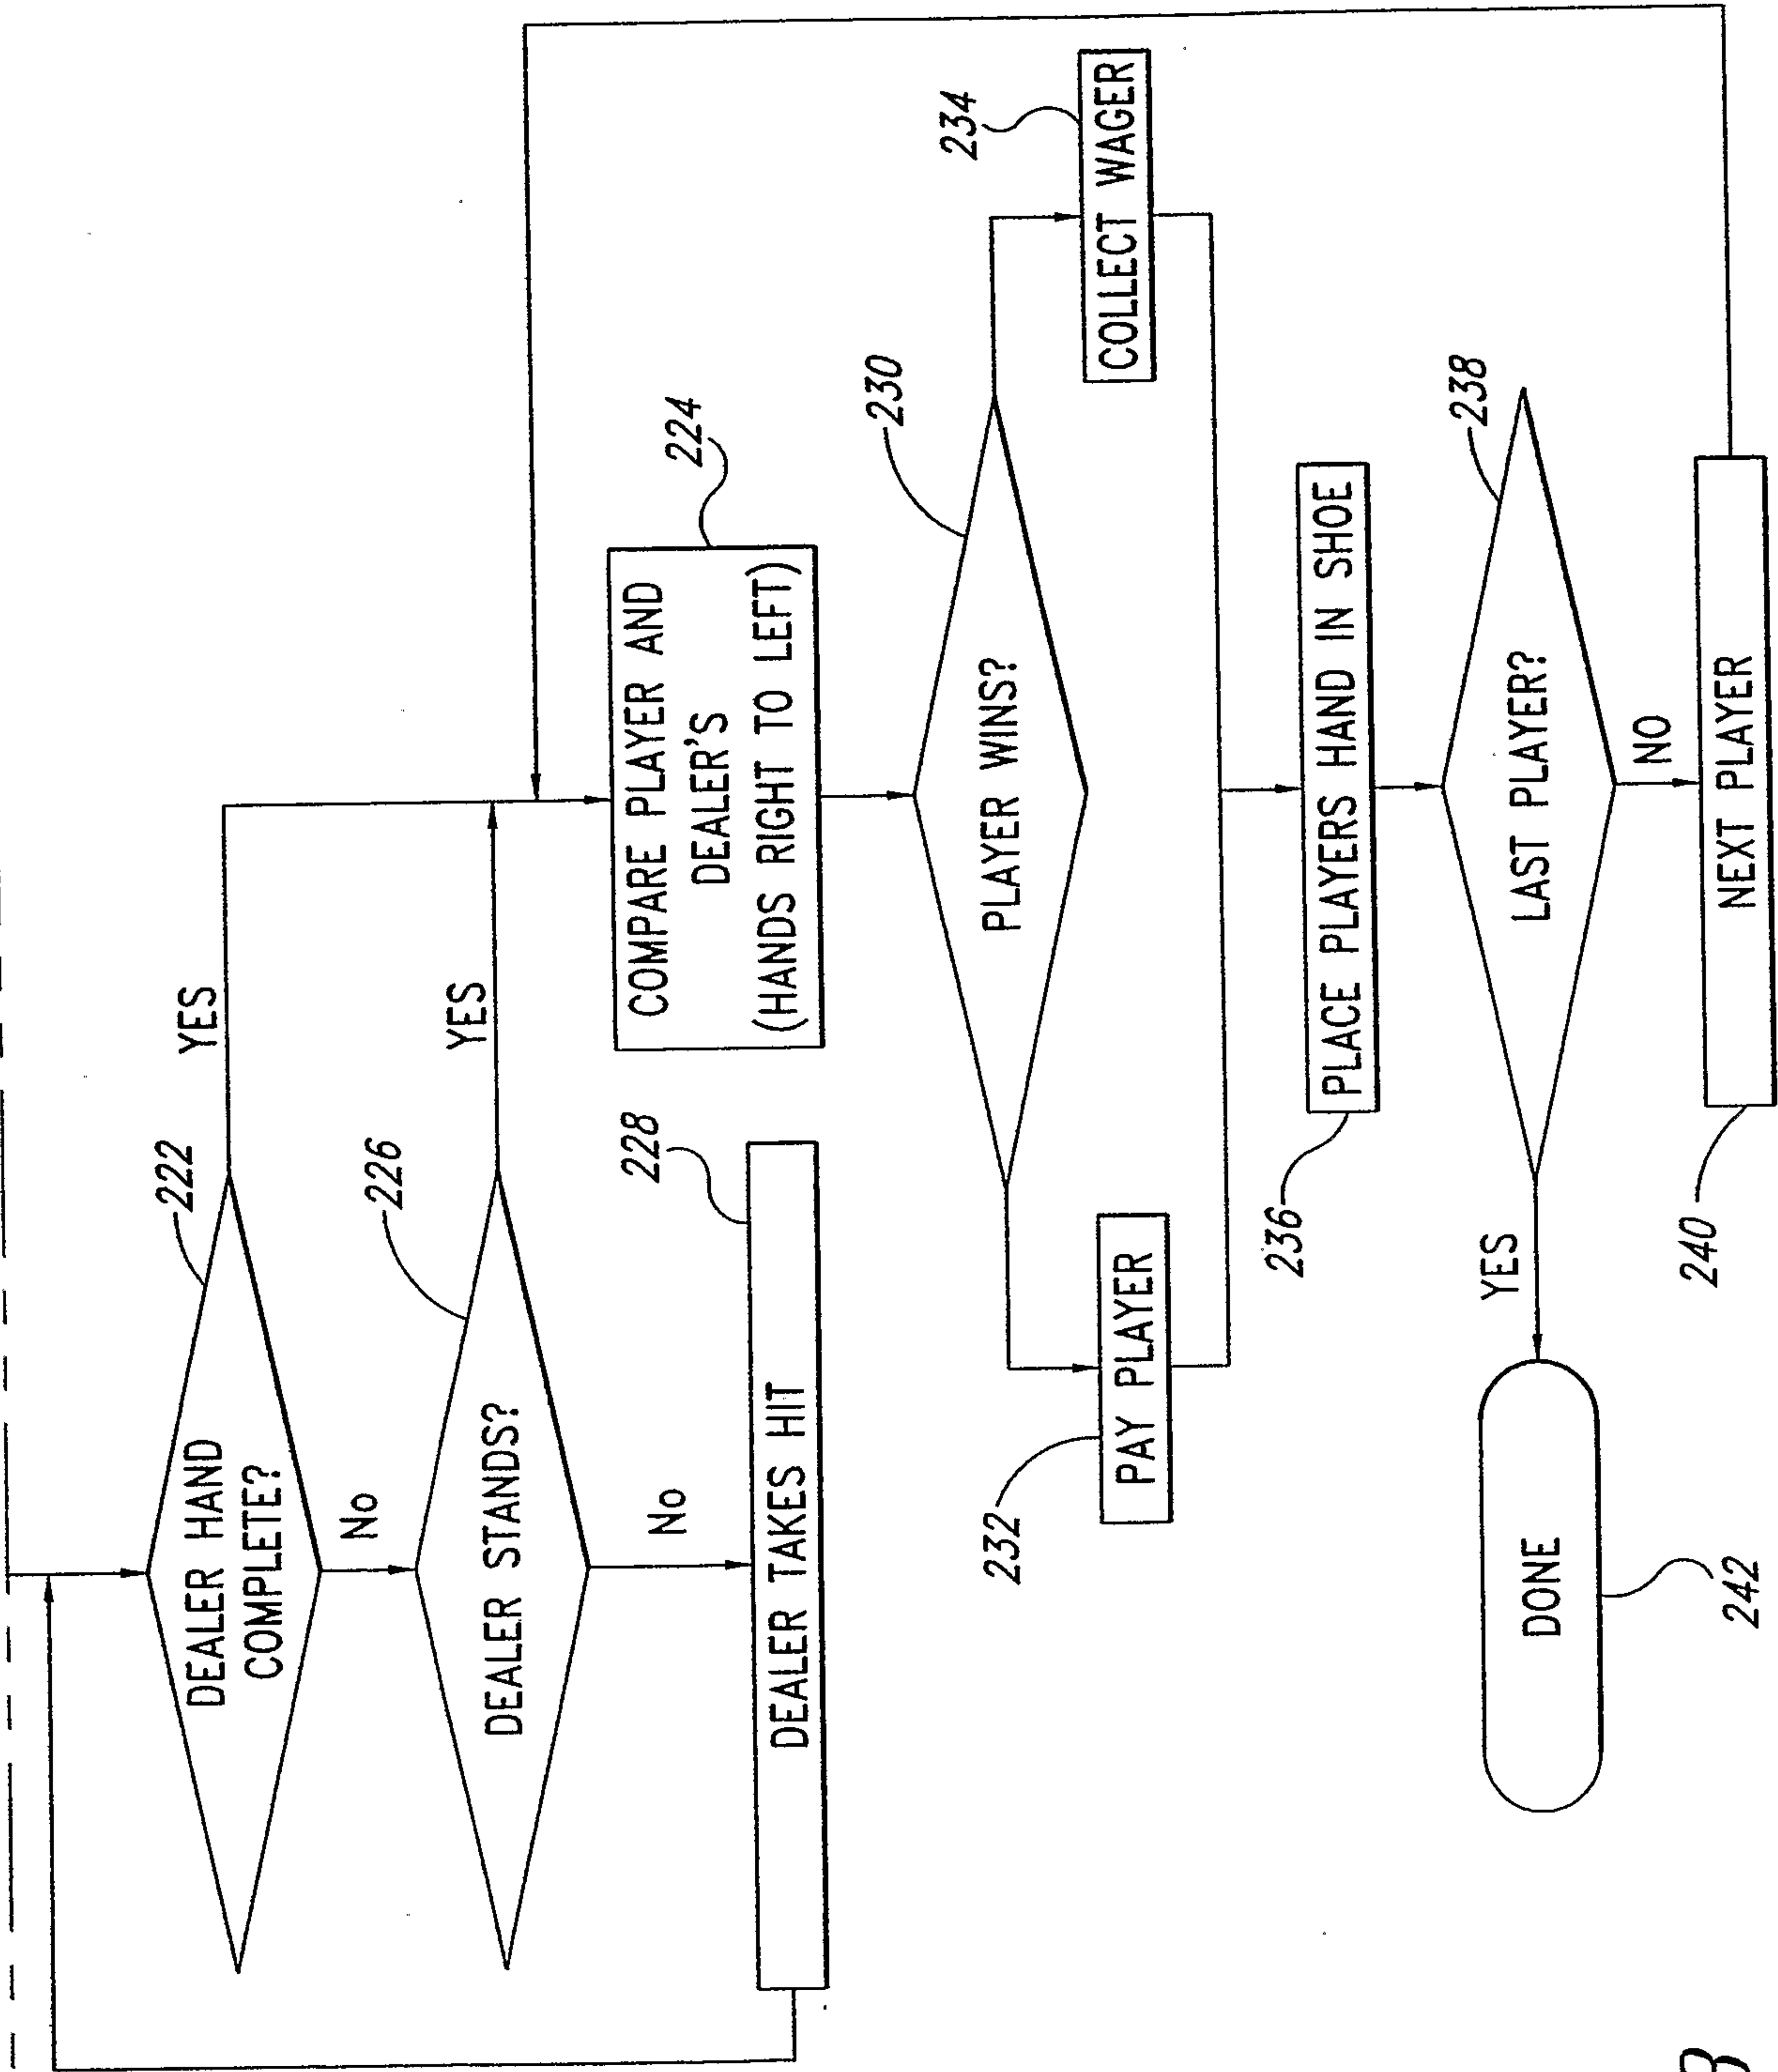 222
DEALER HAND
COMPLETE?
YES
No
226
DEALER STANDS?
YES
No
228
DEALER TAKES HIT
224
COMPARE PLAYER AND
DEALER'S
(HANDS RIGHT TO LEFT)
230
PLAYER WINS?
232
PAY PLAYER
234
COLLECT WAGER
236
PLACE PLAYERS HAND IN SHOE
238
LAST PLAYER?
YES
NO
240
NEXT PLAYER
DONE
242